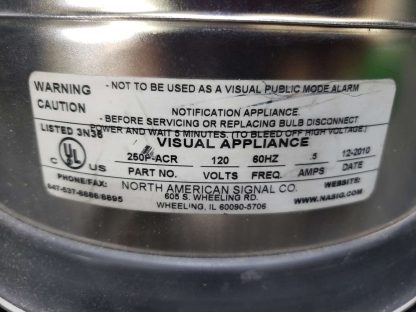 WARNING - NOT TO BE USED AS A VISUAL PUBLIC MODE ALARM
CAUTION NOTIFICATION APPLIANCE.
- BEFORE SERVICING OR REPLACING BULB DISCONNECT
POWER AND WAIT 5 MINUTES. (TO BLEED OFF HIGH VOLTAGE.)
LISTED 3N58
VISUAL APPLIANCE
C UL US 250P-ACR 120 60HZ .5 12-2010
PART NO. VOLTS FREQ. AMPS DATE
PHONE/FAX: NORTH AMERICAN SIGNAL CO. WEBSITE:
847-537-8888/8895 605 S. WHEELING RD. WWW.NASIG.COM
WHEELING, IL 60090-5706